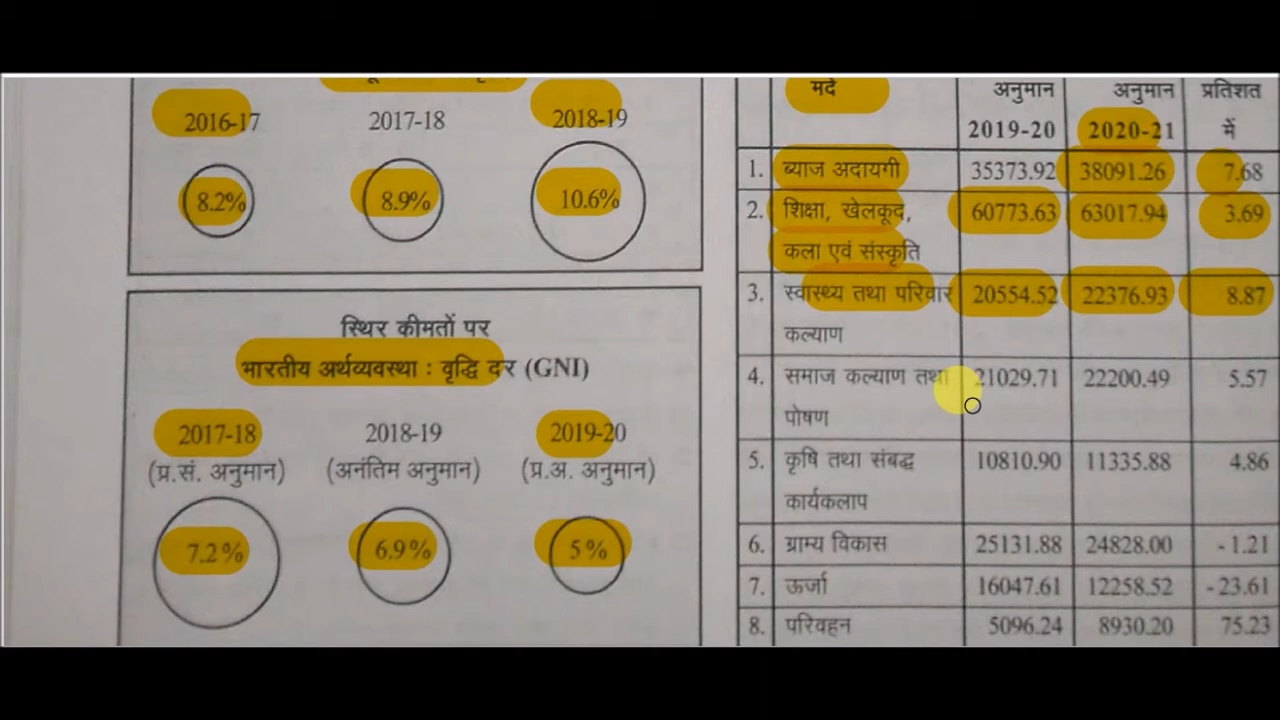 2016-17 2017-18 2018-19
8.2% 8.9% 10.6%
स्थिर कीमतों पर
भारतीय अर्थव्यवस्था : वृद्धि दर (GNI)
2017-18 2018-19 2019-20
(प्र.सं. अनुमान) (अनंतिम अनुमान) (प्र.अ. अनुमान)
7.2% 6.9% 5%
मदें अनुमान अनुमान प्रतिशत
2019-20 2020-21 में
1. ब्याज अदायगी 35373.92 38091.26 7.68
2. शिक्षा, खेलकूद, 60773.63 63017.94 3.69
कला एवं संस्कृति
3. स्वास्थ्य तथा परिवार 20554.52 22376.93 8.87
कल्याण
4. समाज कल्याण तथा 21029.71 22200.49 5.57
पोषण
5. कृषि तथा संबद्ध 10810.90 11335.88 4.86
कार्यकलाप
6. ग्राम्य विकास 25131.88 24828.00 -1.21
7. ऊर्जा 16047.61 12258.52 -23.61
8. परिवहन 5096.24 8930.20 75.23